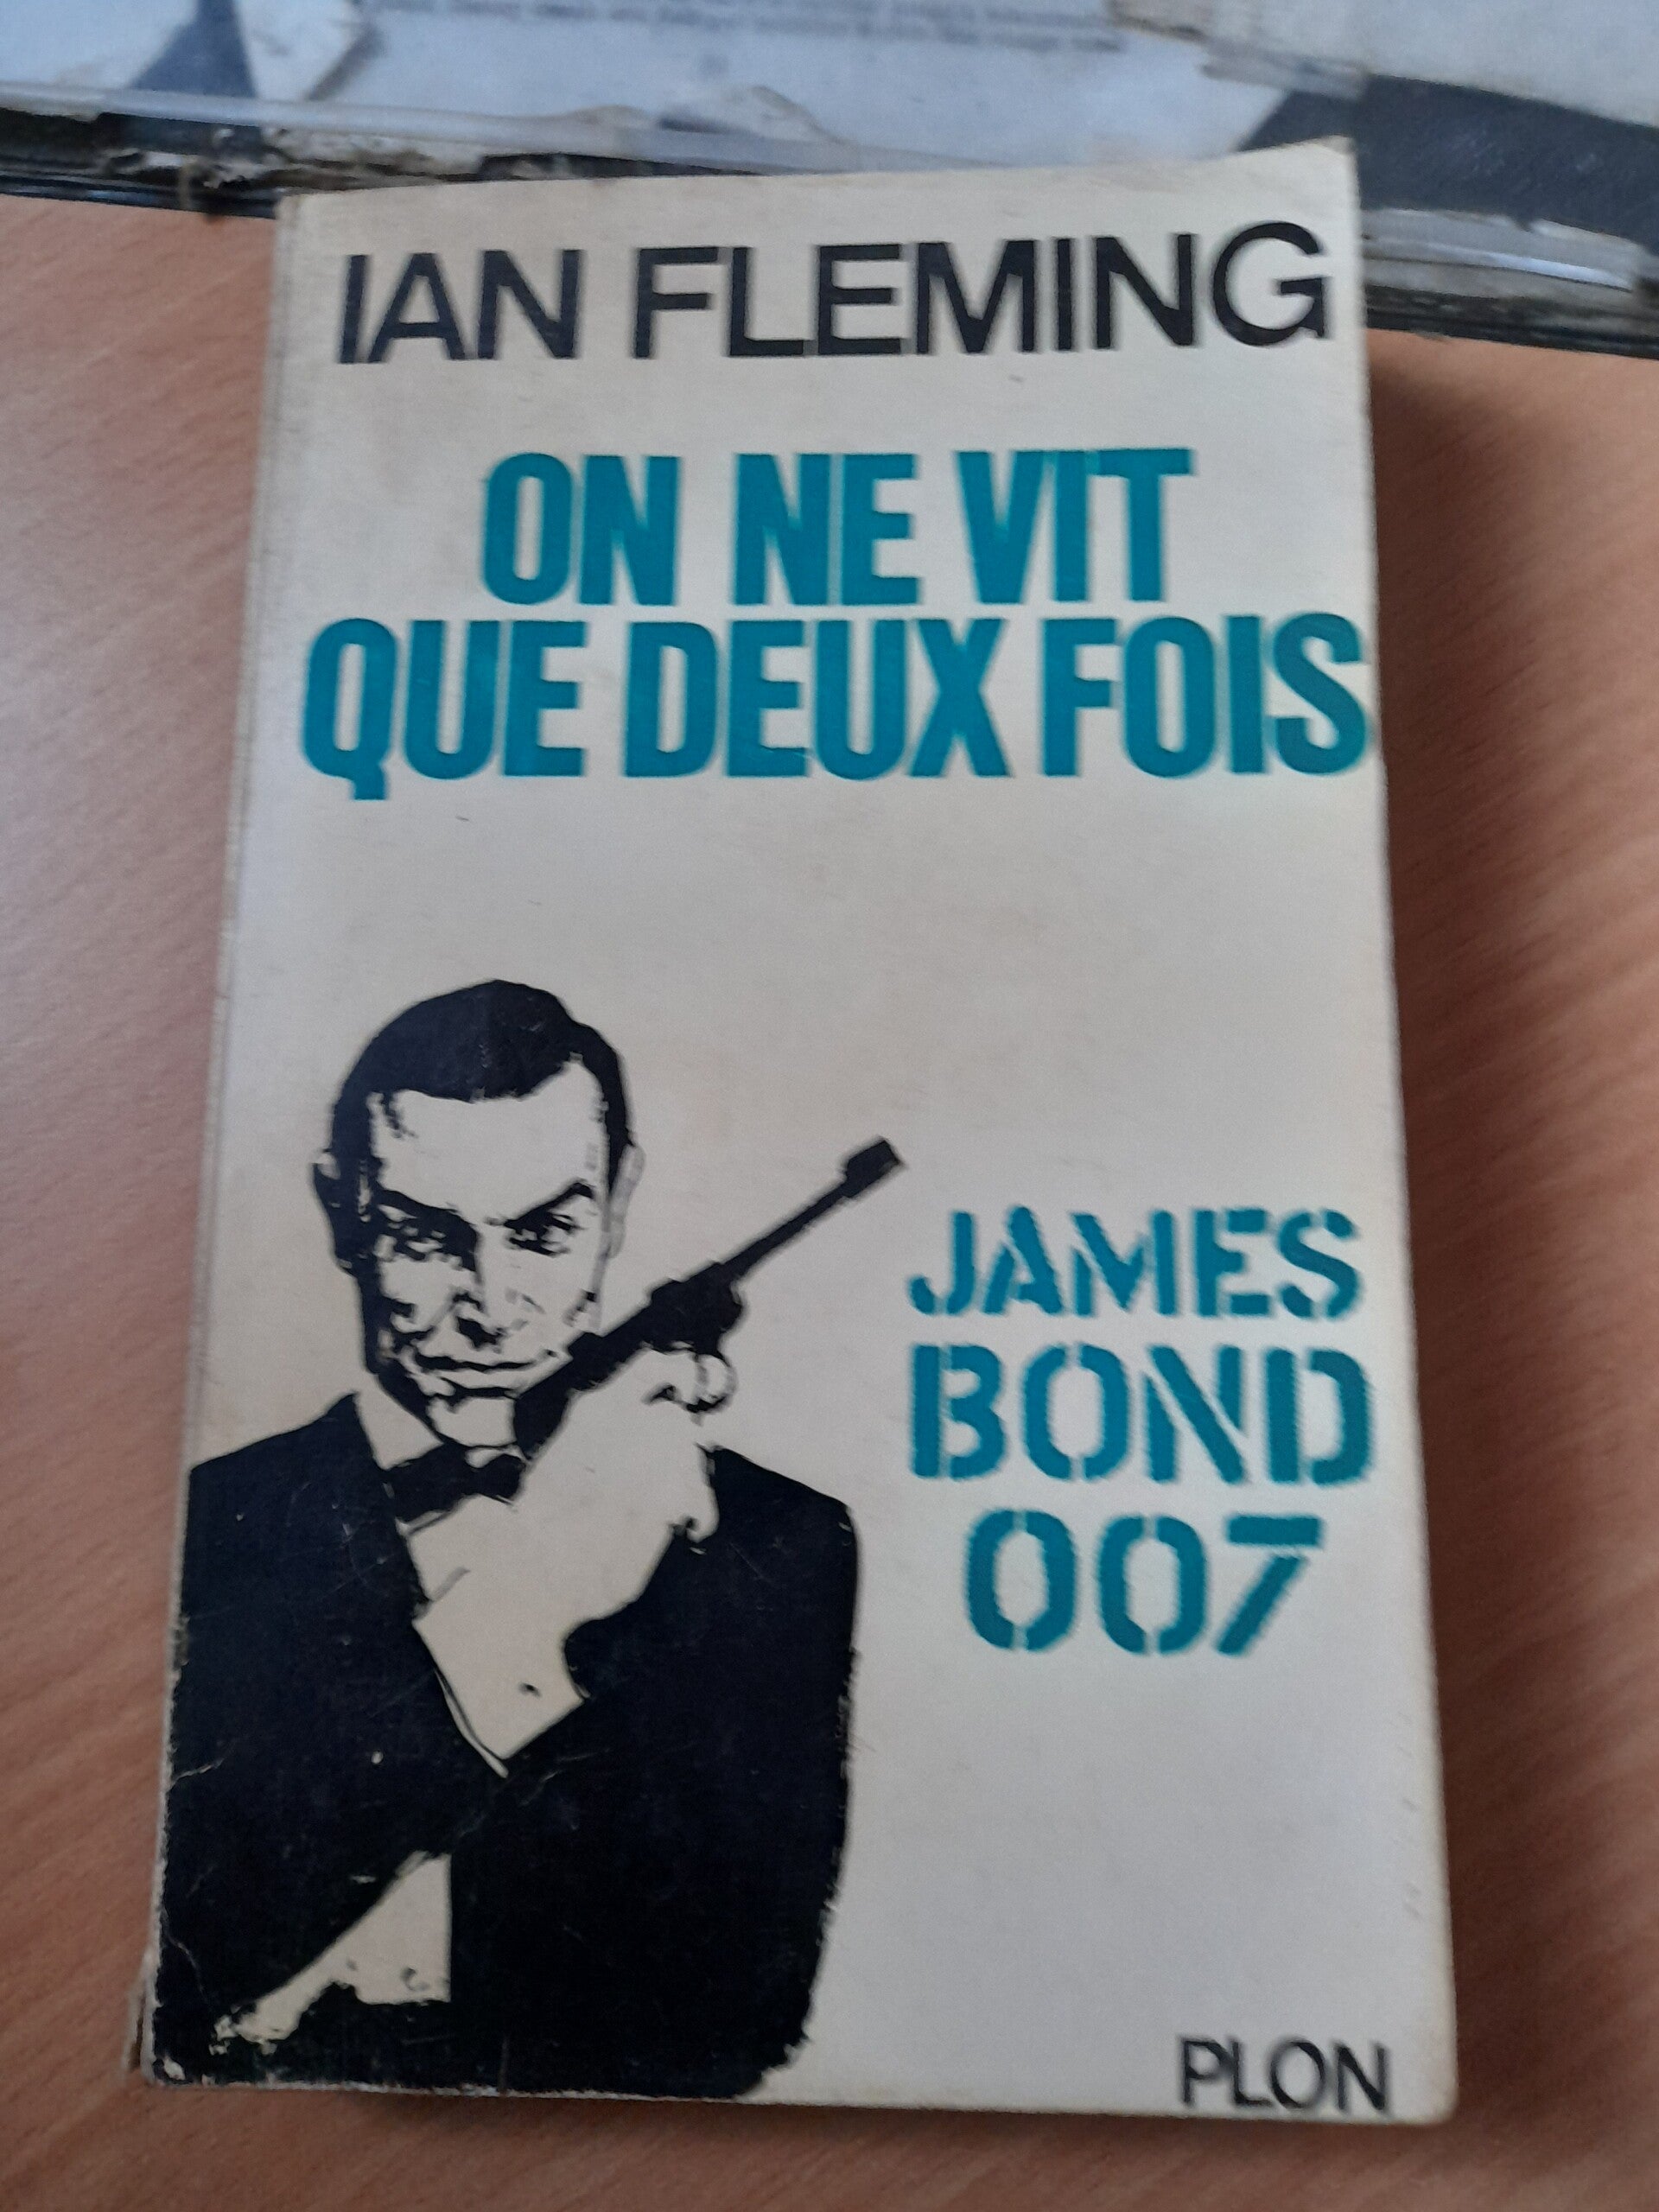 IAN FLEMING
ON NE VIT
QUE DEUX FOIS
JAMES
BOND
007
PLON